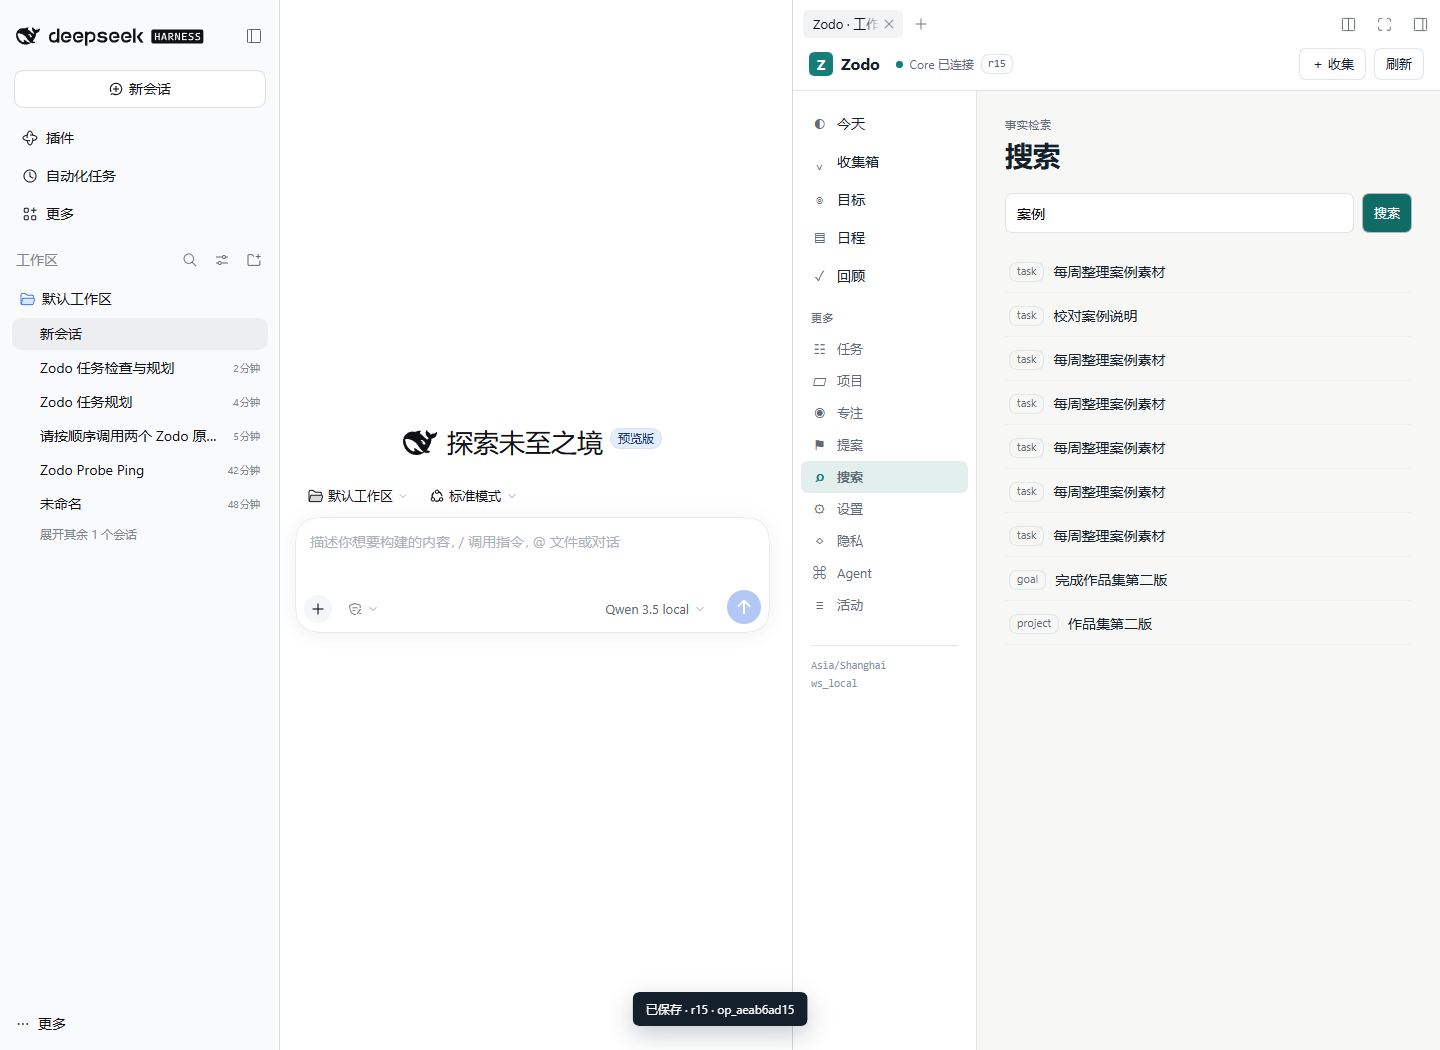 deepseek HARNESS
新会话
插件
自动化任务
更多
工作区
默认工作区
新会话
Zodo 任务检查与规划 2分钟
Zodo 任务规划 4分钟
请按顺序调用两个 Zodo 原... 5分钟
Zodo Probe Ping 42分钟
未命名 48分钟
展开其余 1 个会话
更多
探索未至之境 预览版
默认工作区 标准模式
描述你想要构建的内容, / 调用指令, @ 文件或对话
Qwen 3.5 local
已保存 · r15 · op_aeab6ad15
Zodo · 工作
Z Zodo Core 已连接 r15
+ 收集 刷新
今天
收集箱
目标
日程
回顾
更多
任务
项目
专注
提案
搜索
设置
隐私
Agent
活动
Asia/Shanghai
ws_local
事实检索
搜索
案例 搜索
task 每周整理案例素材
task 校对案例说明
task 每周整理案例素材
task 每周整理案例素材
task 每周整理案例素材
task 每周整理案例素材
task 每周整理案例素材
goal 完成作品集第二版
project 作品集第二版